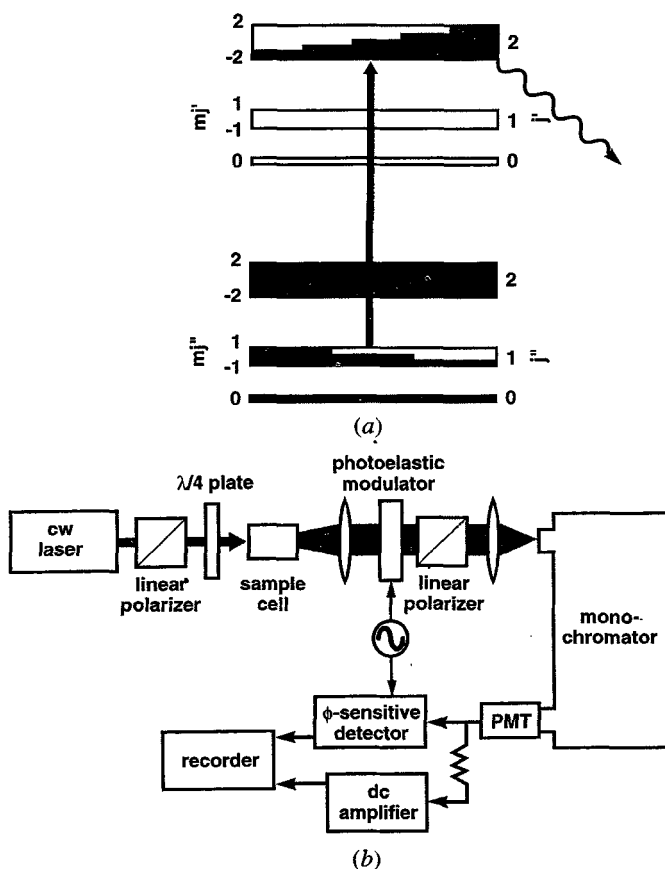 2
-2
2
mj'
1
-1
1
j'
0
0
2
-2
2
mj"
1
-1
1
j"
0
0
(a)
photoelastic
modulator
λ/4 plate
cw
laser
linear
polarizer
sample
cell
linear
polarizer
mono-
chromator
ϕ-sensitive
detector
PMT
recorder
dc
amplifier
(b)